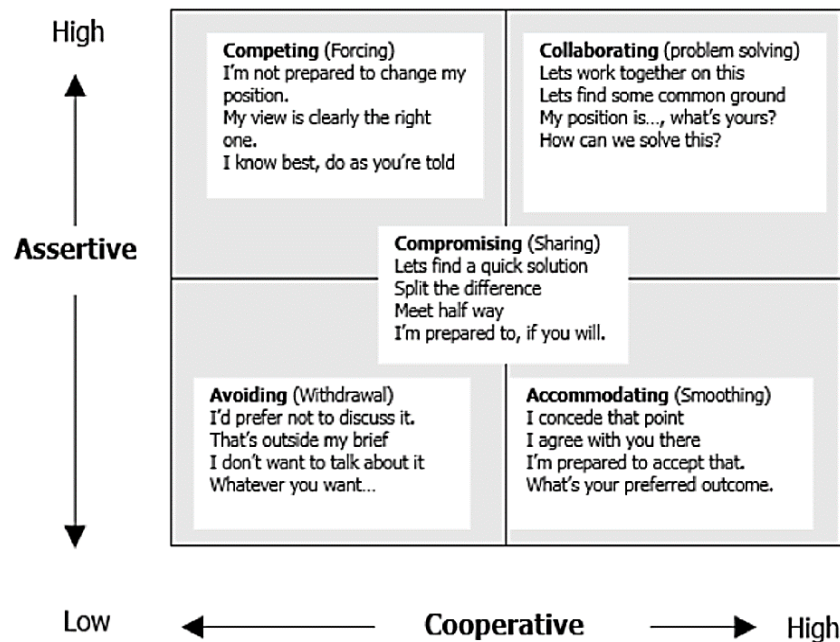 High
Competing (Forcing)
I'm not prepared to change my
position.
My view is clearly the right
one.
I know best, do as you're told
Collaborating (problem solving)
Lets work together on this
Lets find some common ground
My position is..., what's yours?
How can we solve this?
Assertive
Compromising (Sharing)
Lets find a quick solution
Split the difference
Meet half way
I'm prepared to, if you will.
Avoiding (Withdrawal)
I'd prefer not to discuss it.
That's outside my brief
I don't want to talk about it
Whatever you want...
Accommodating (Smoothing)
I concede that point
I agree with you there
I'm prepared to accept that.
What's your preferred outcome.
Low
Cooperative
High